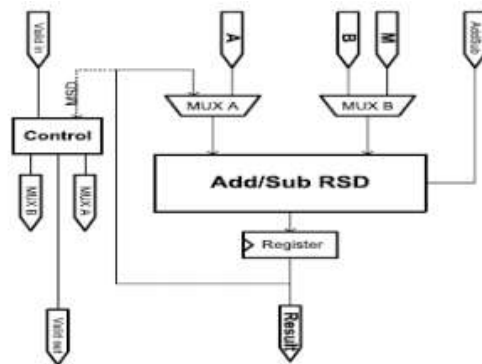 Valid in
A
B
M
Add/Sub
MSD
MUX A
MUX B
Control
Add/Sub RSD
MUX B
MUX A
Register
Valid out
Result